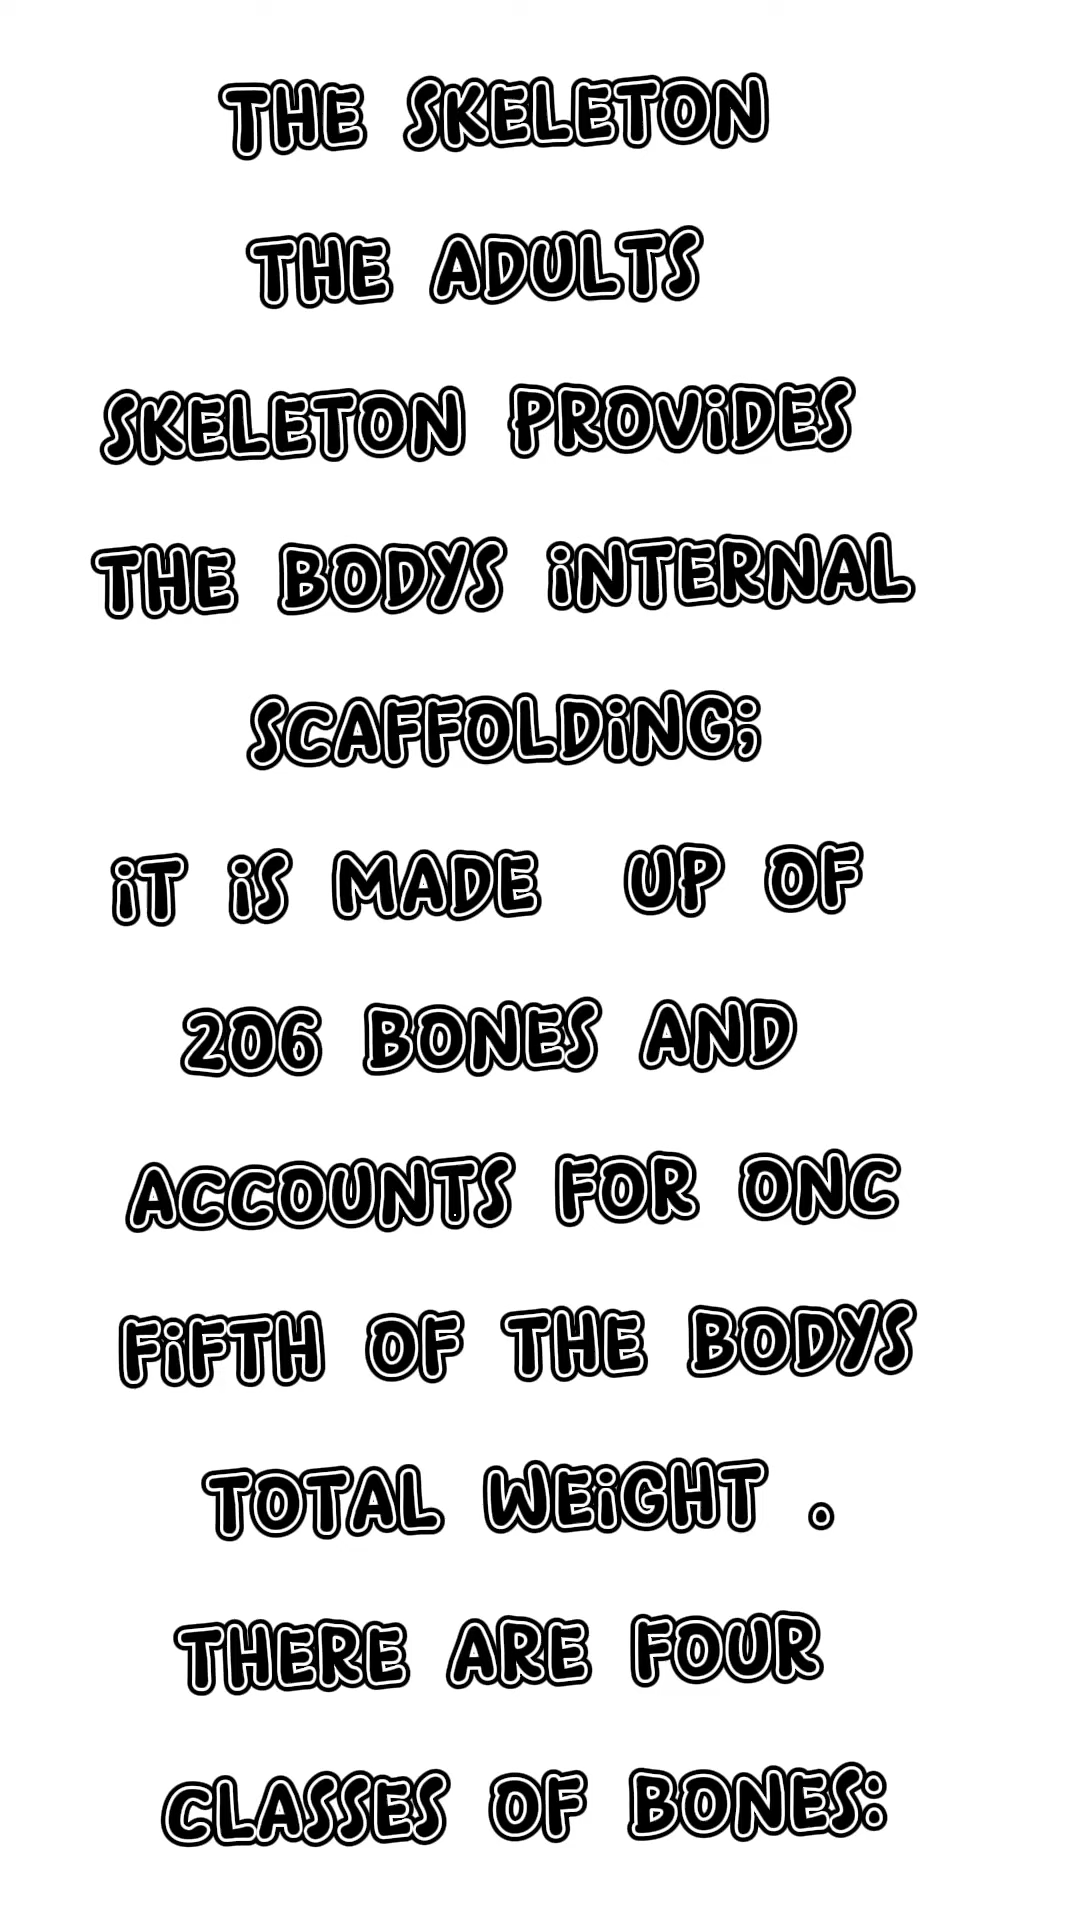 THE SKELETON
THE ADULTS
SKELETON PROViDES
THE BODYS iNTERNAL
SCAFFOLDiNG;
iT iS MADE UP OF
206 BONES AND
ACCOUNTS FOR ONC
FiFTH OF THE BODYS
TOTAL WEiGHT .
THERE ARE FOUR
CLASSES OF BONES: